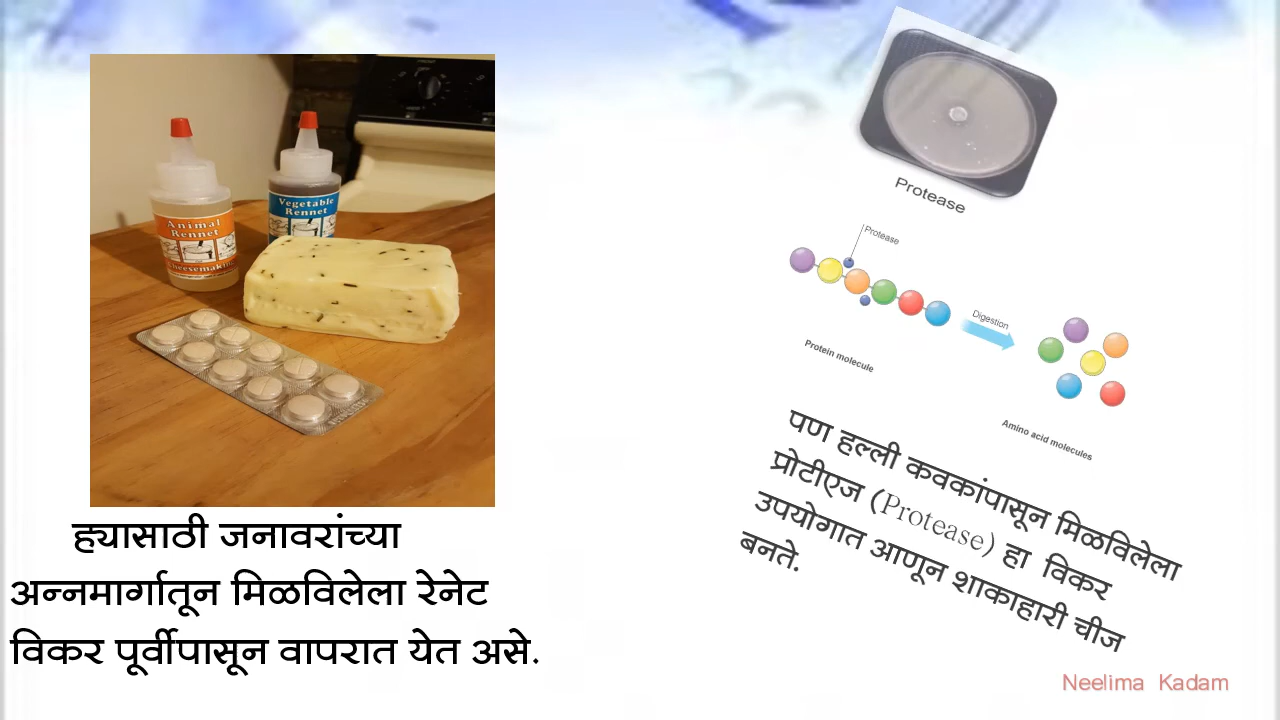 Animal
Rennet
Cheesemaking
Vegetable
Rennet
ह्यासाठी जनावरांच्या
अन्नमार्गातून मिळविलेला रेनेट
विकर पूर्वीपासून वापरात येत असे.
Protease
Protease
Digestion
Protein molecule
Amino acid molecules
पण हल्ली कवकांपासून मिळविलेला
प्रोटीएज (Protease) हा विकर
उपयोगात आणून शाकाहारी चीज
बनते.
Neelima Kadam